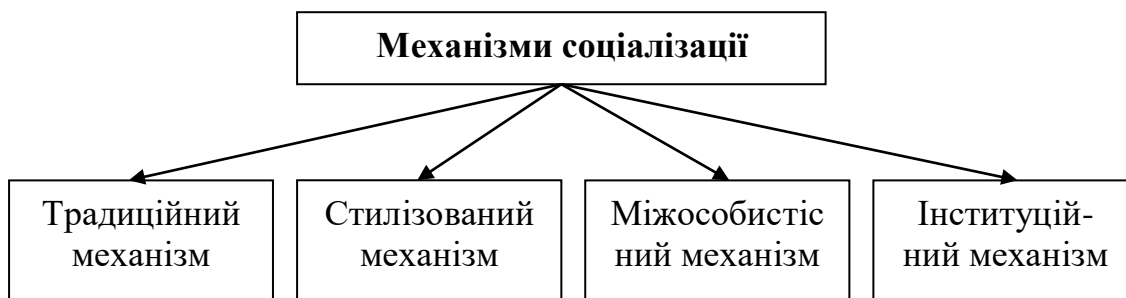 Механізми соціалізації
Традиційний
механізм
Стилізований
механізм
Міжособистіс
ний механізм
Інституцій-
ний механізм